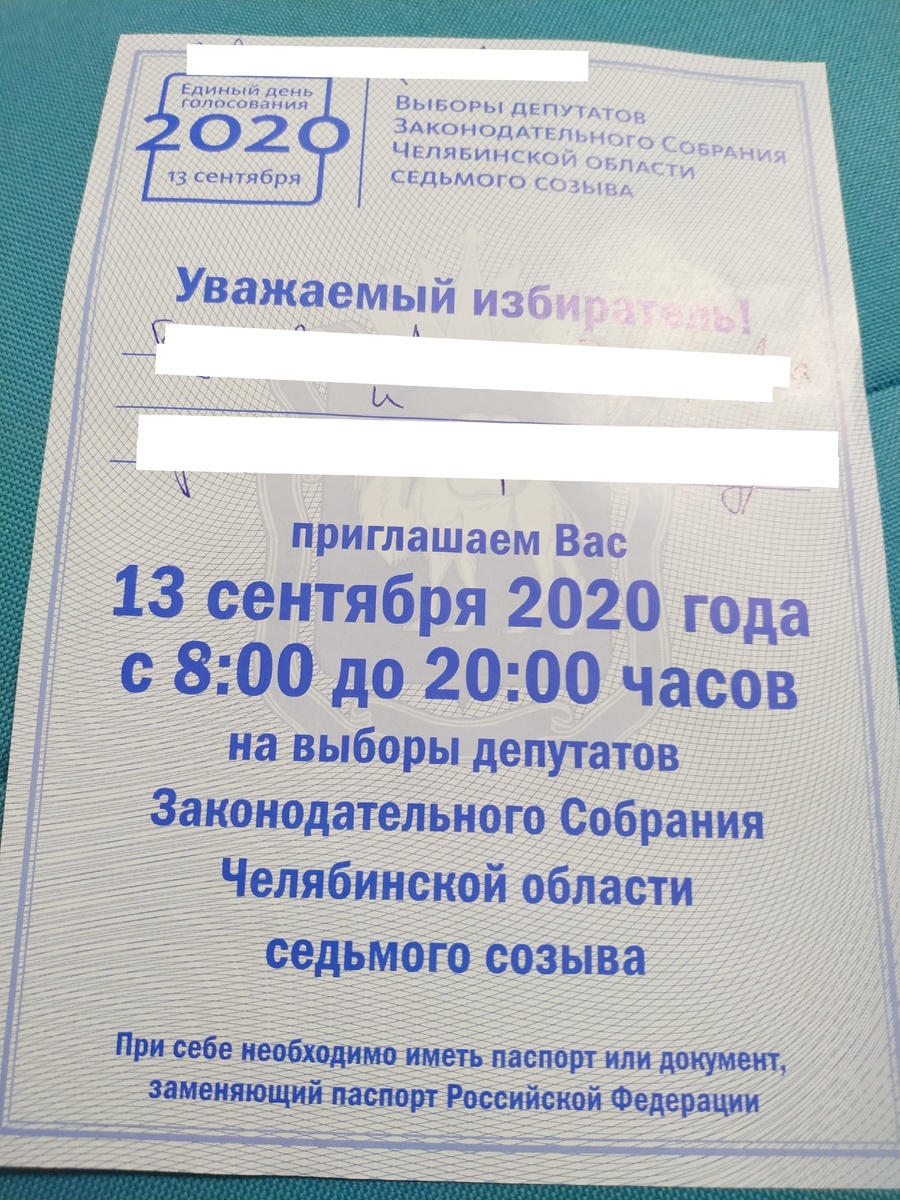 Единый день
голосования
2020
13 сентября
Выборы депутатов
Законодательного Собрания
Челябинской области
седьмого созыва
Уважаемый избиратель!
и
приглашаем Вас
13 сентября 2020 года
с 8:00 до 20:00 часов
на выборы депутатов
Законодательного Собрания
Челябинской области
седьмого созыва
При себе необходимо иметь паспорт или документ,
заменяющий паспорт Российской Федерации